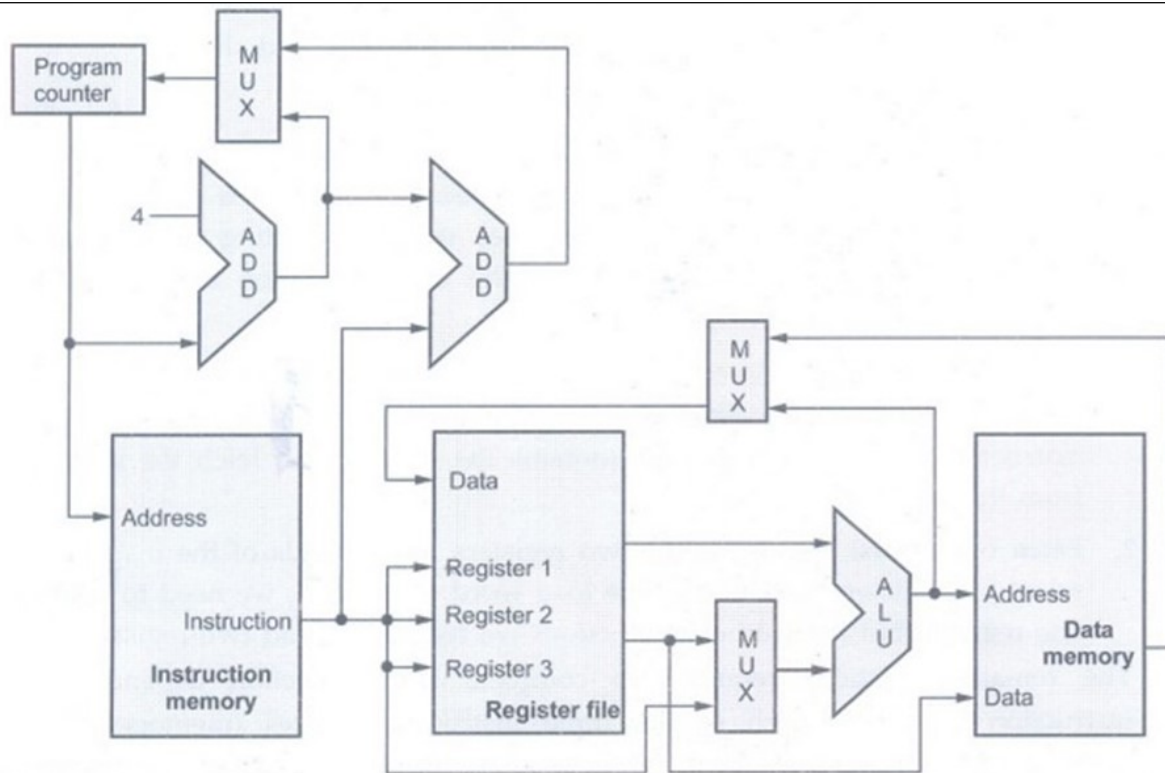 Program
counter
M
U
X
4
A
D
D
A
D
D
M
U
X
Address
Instruction
Instruction
memory
Data
Register 1
Register 2
Register 3
Register file
M
U
X
A
L
U
Address
Data
memory
Data